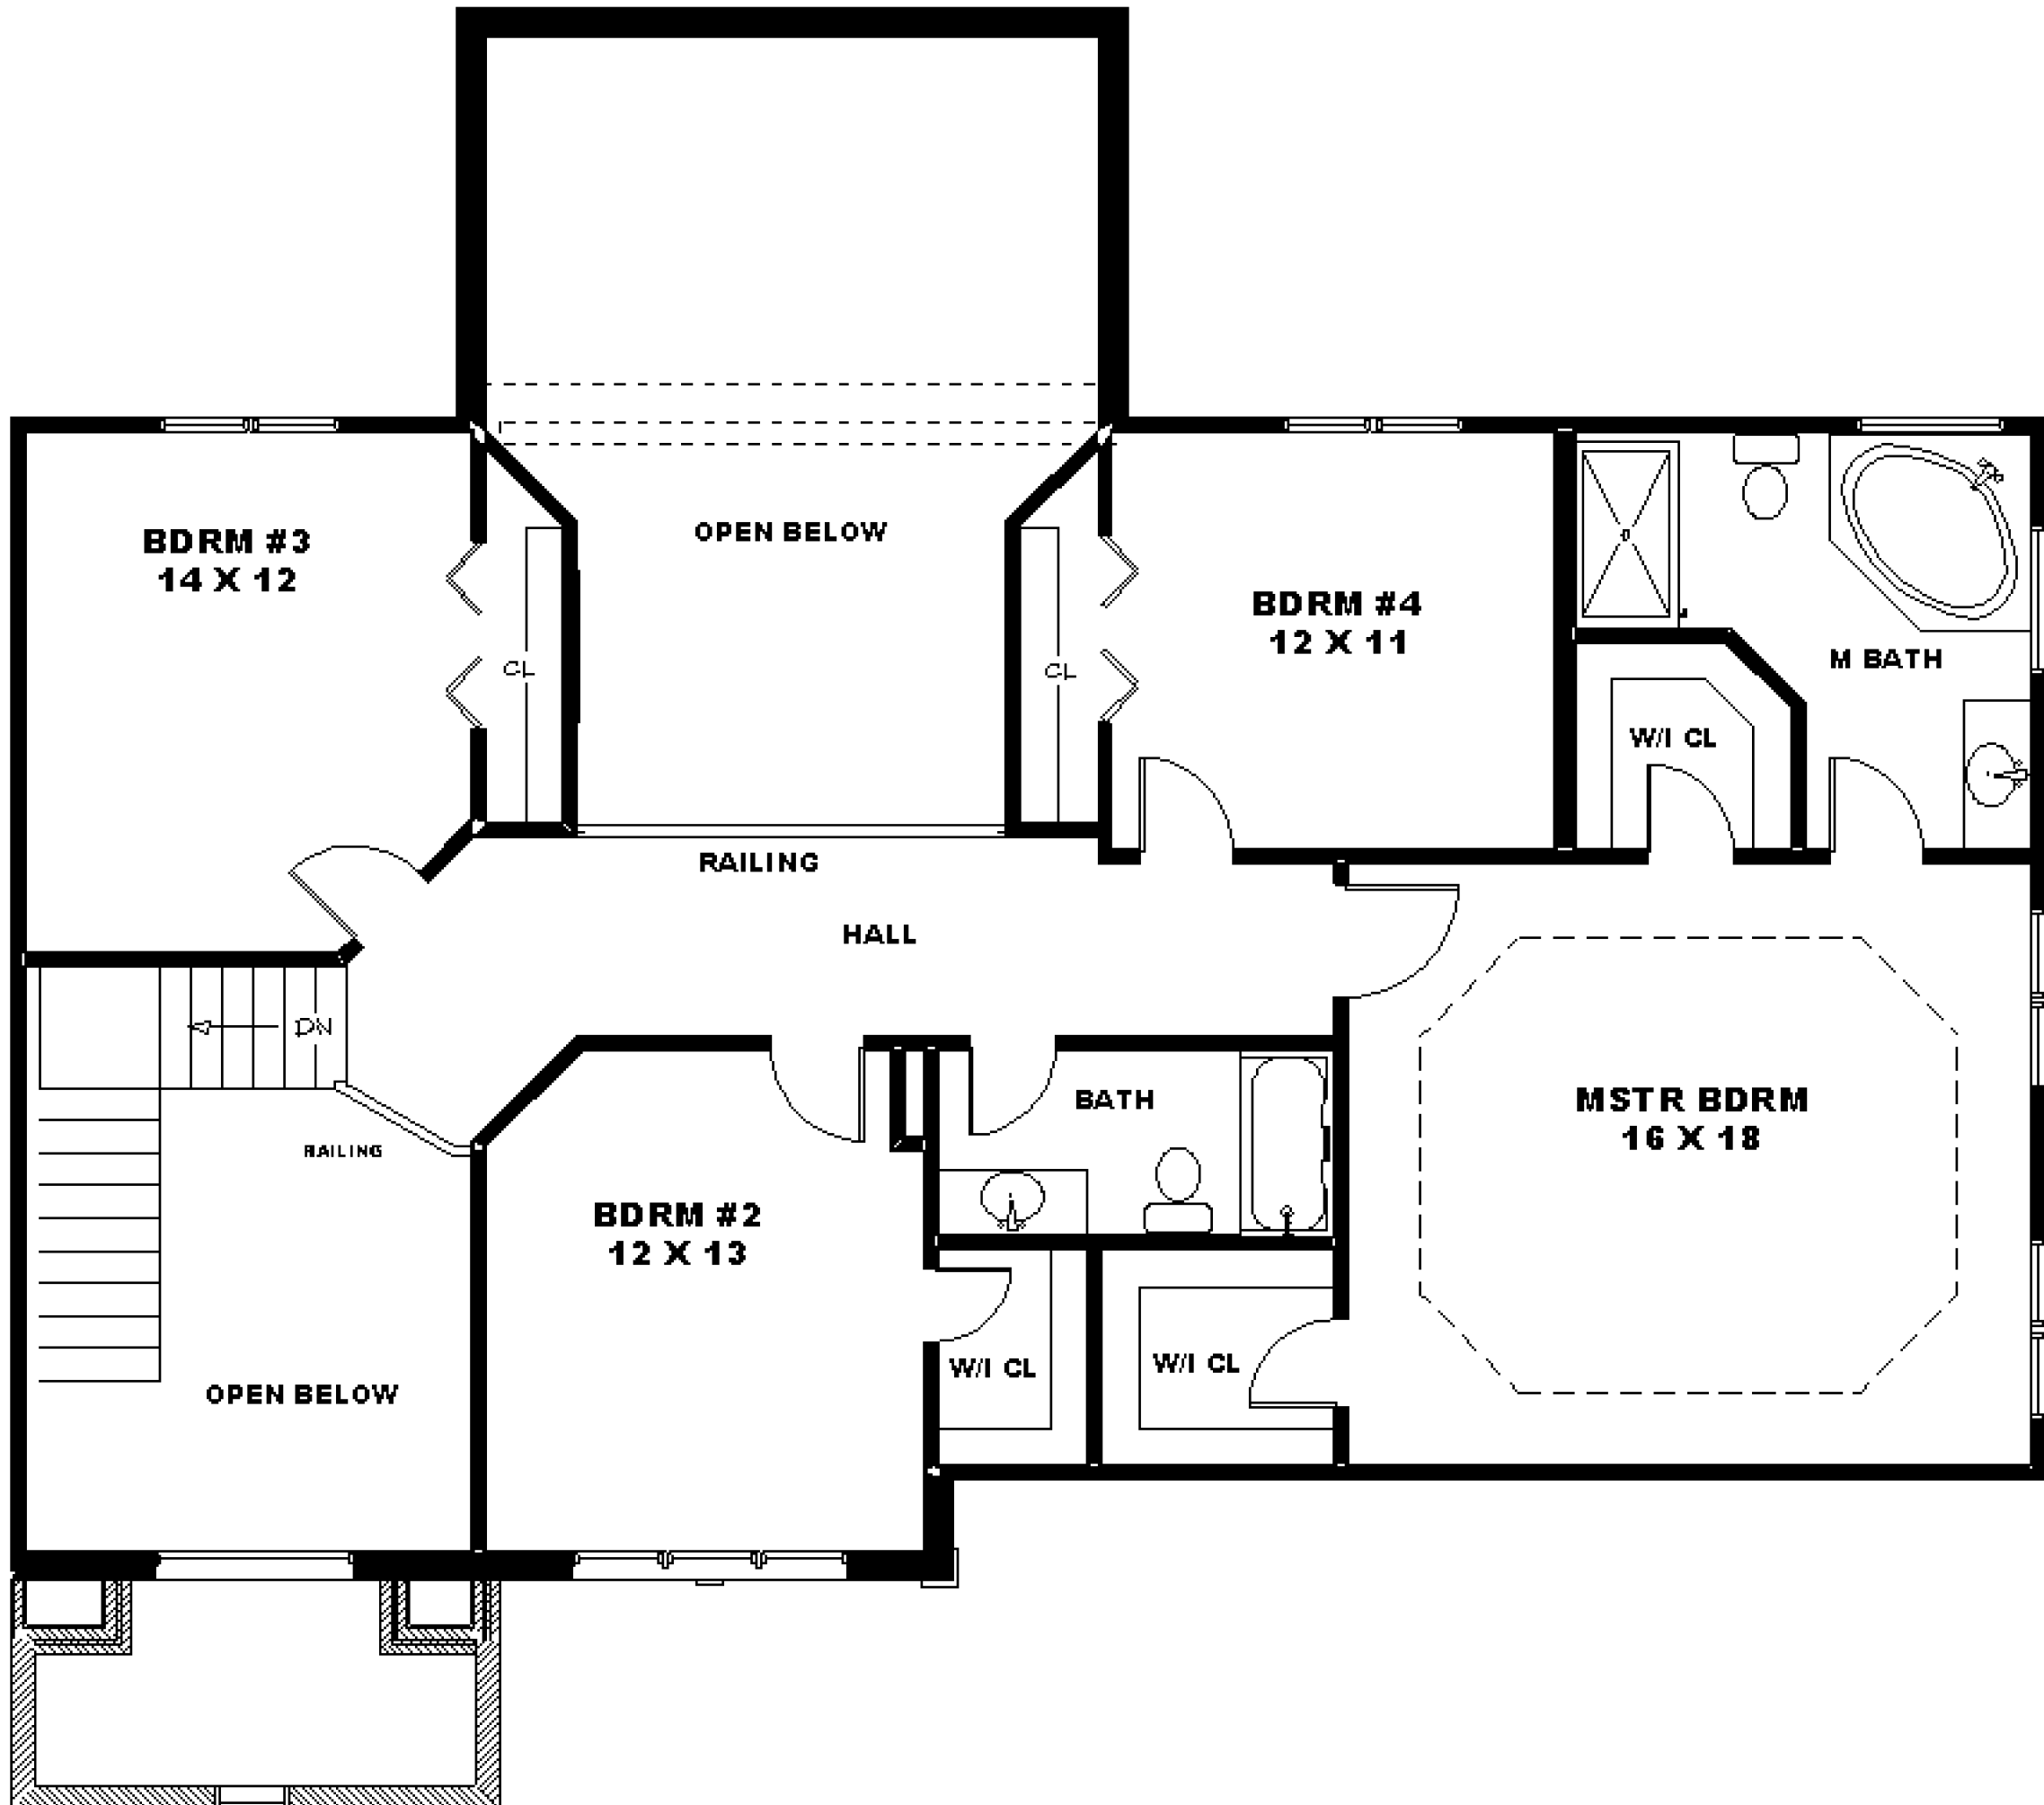 BDRM #3
14 X 12
OPEN BELOW
BDRM #4
12 X 11
CL
CL
M BATH
W/I CL
RAILING
HALL
DN
BATH
MSTR BDRM
16 X 18
RAILING
BDRM #2
12 X 13
W/I CL
W/I CL
OPEN BELOW